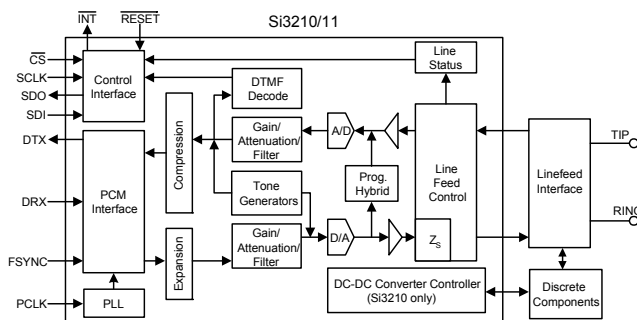 INT
RESET
Si3210/11
CS
SCLK
SDO
SDI
DTX
DRX
FSYNC
PCLK
Control
Interface
PCM
Interface
PLL
Compression
Expansion
DTMF
Decode
Gain/
Attenuation/
Filter
Tone
Generators
Gain/
Attenuation/
Filter
A/D
Prog.
Hybrid
D/A
Line
Status
Line
Feed
Control
ZS
DC-DC Converter Controller
(Si3210 only)
Linefeed
Interface
Discrete
Components
TIP
RING